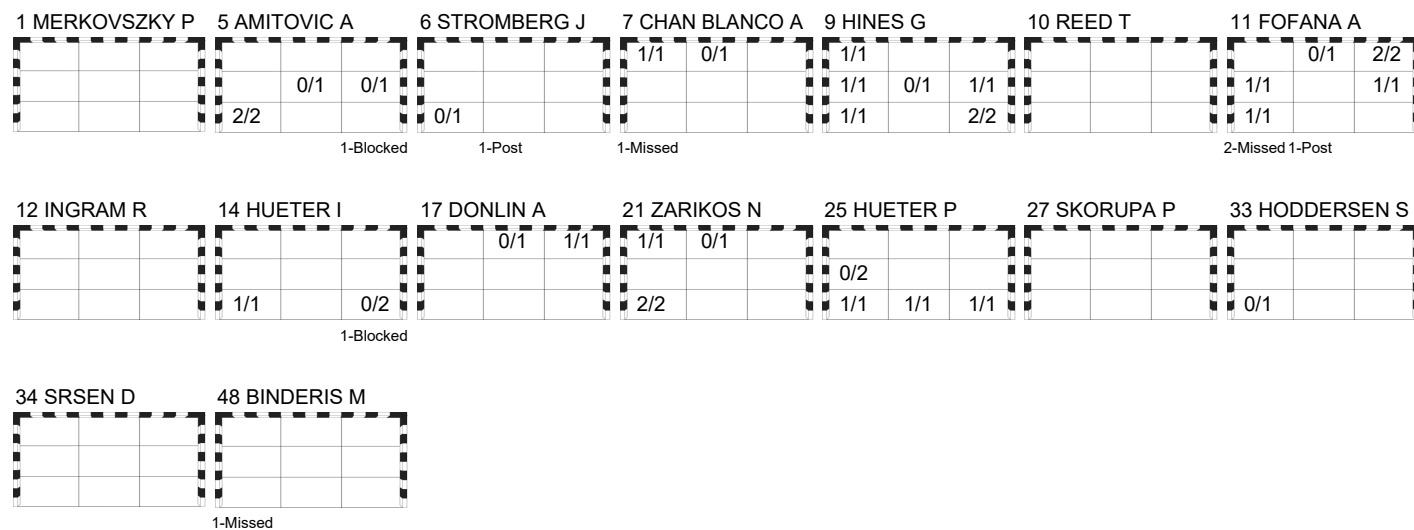 1 MERKOVSZKY P 5 AMITOVIC A 6 STROMBERG J 7 CHAN BLANCO A 9 HINES G 10 REED T 11 FOFANA A
1/1 0/1 1/1 0/1 2/2
0/1 0/1 1/1 0/1 1/1 1/1 1/1
2/2 0/1 1/1 2/2 1/1
1-Blocked 1-Post 1-Missed 2-Missed 1-Post
12 INGRAM R 14 HUETER I 17 DONLIN A 21 ZARIKOS N 25 HUETER P 27 SKORUPA P 33 HODDERSEN S
0/1 1/1 1/1 0/1
0/2
1/1 0/2 2/2 1/1 1/1 1/1 0/1
1-Blocked
34 SRSEN D 48 BINDERIS M
1-Missed